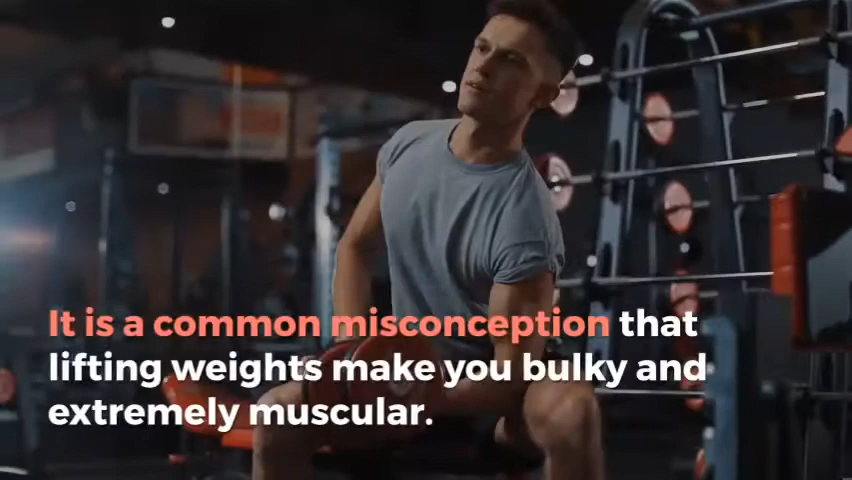 It is a common misconception that
lifting weights make you bulky and
extremely muscular.